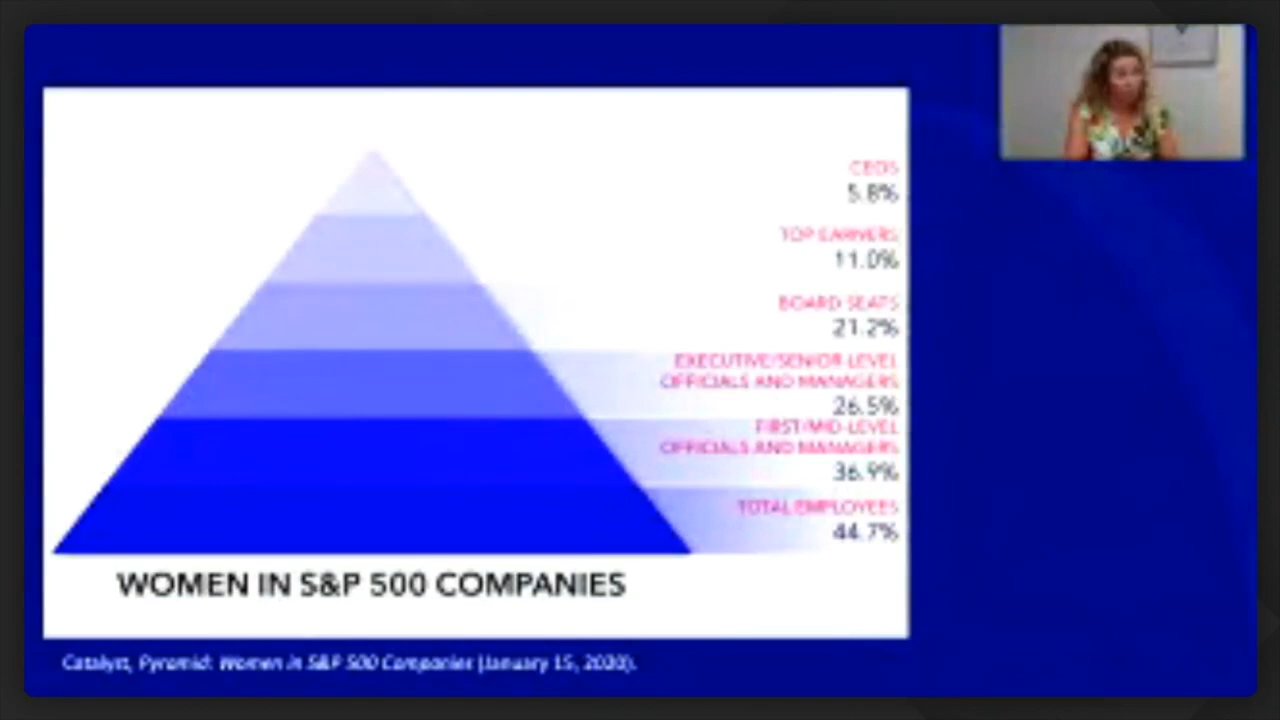 CEOS
5.8%
TOP EARNERS
11.0%
BOARD SEATS
21.2%
EXECUTIVE/SENIOR-LEVEL
OFFICIALS AND MANAGERS
26.5%
FIRST/MID-LEVEL
OFFICIALS AND MANAGERS
36.9%
TOTAL EMPLOYEES
44.7%
WOMEN IN S&P 500 COMPANIES
Catalyst, Pyramid: Women in S&P 500 Companies (January 15, 2020).